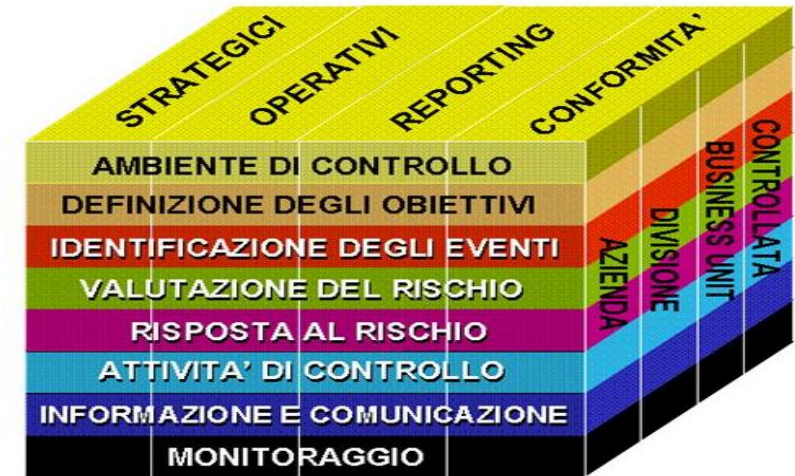 STRATEGICI
OPERATIVI
REPORTING
CONFORMITA'
AMBIENTE DI CONTROLLO
DEFINIZIONE DEGLI OBIETTIVI
IDENTIFICAZIONE DEGLI EVENTI
VALUTAZIONE DEL RISCHIO
RISPOSTA AL RISCHIO
ATTIVITA' DI CONTROLLO
INFORMAZIONE E COMUNICAZIONE
MONITORAGGIO
AZIENDA
DIVISIONE
BUSINESS UNIT
CONTROLLATA